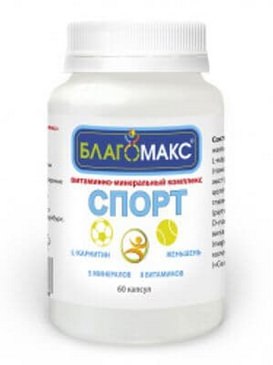 БЛАГОМАКС®
витаминно-минеральный комплекс
СПОРТ
L-КАРНИТИН ЖЕНЬШЕНЬ
5 МИНЕРАЛОВ 8 ВИТАМИНОВ
60 капсул